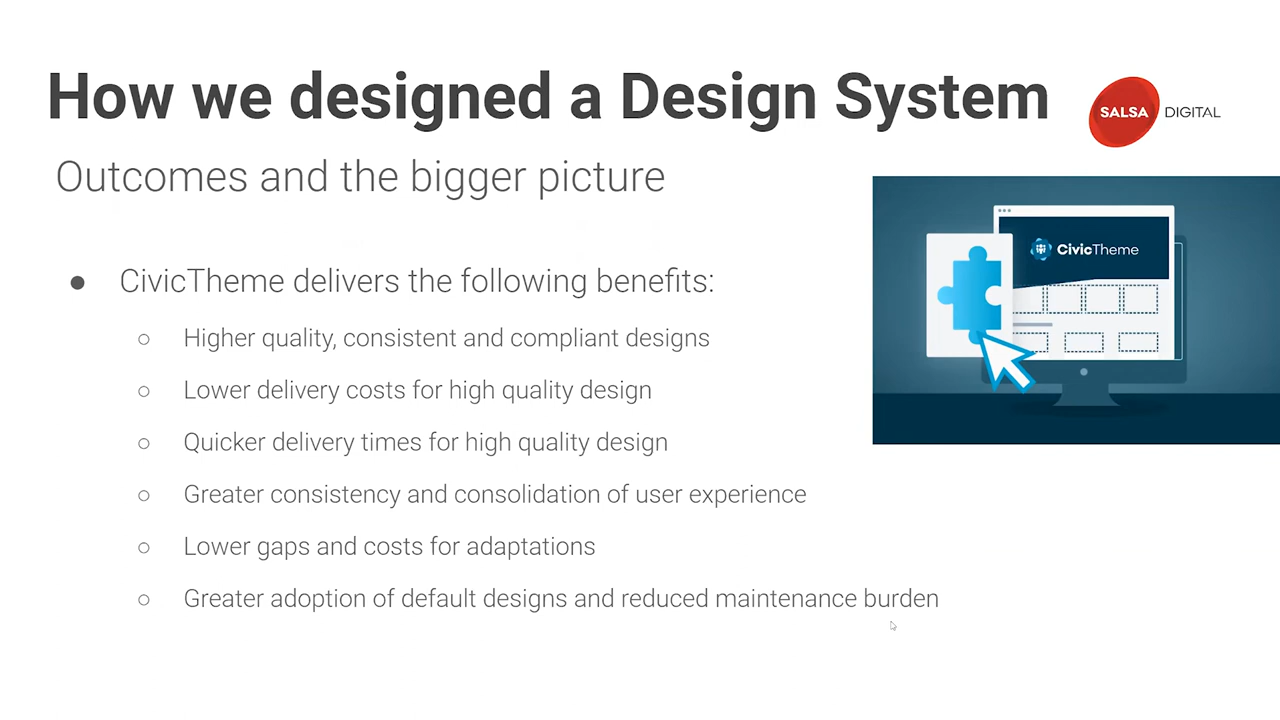 How we designed a Design System
SALSA DIGITAL
Outcomes and the bigger picture
CivicTheme
● CivicTheme delivers the following benefits:
○ Higher quality, consistent and compliant designs
○ Lower delivery costs for high quality design
○ Quicker delivery times for high quality design
○ Greater consistency and consolidation of user experience
○ Lower gaps and costs for adaptations
○ Greater adoption of default designs and reduced maintenance burden